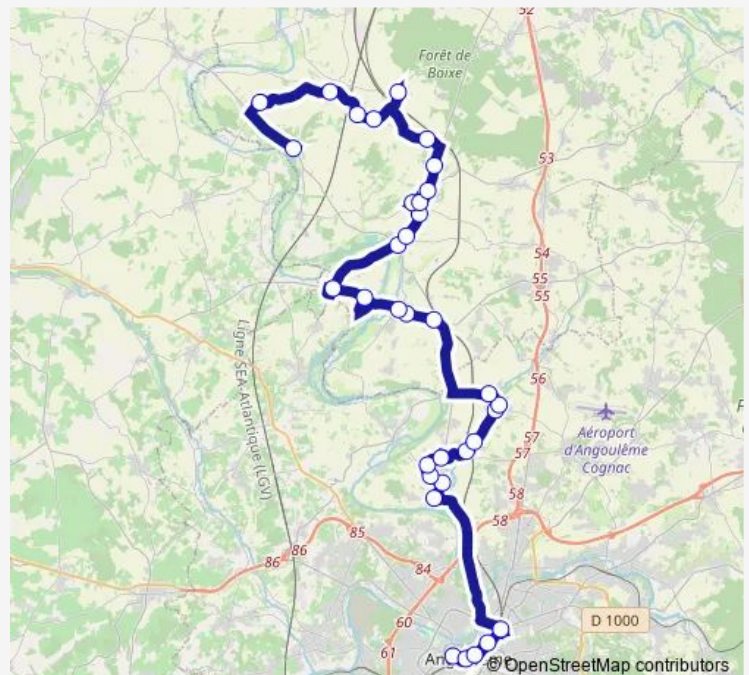 52
Forêt de
Boixe
53
54
55
55
Ligne SEA-Atlantique (LGV)
56
Aéroport
d'Angoulême
Cognac
57
57
58
58
85
86
86
84
60
D 1000
61
© OpenStreetMap contributors